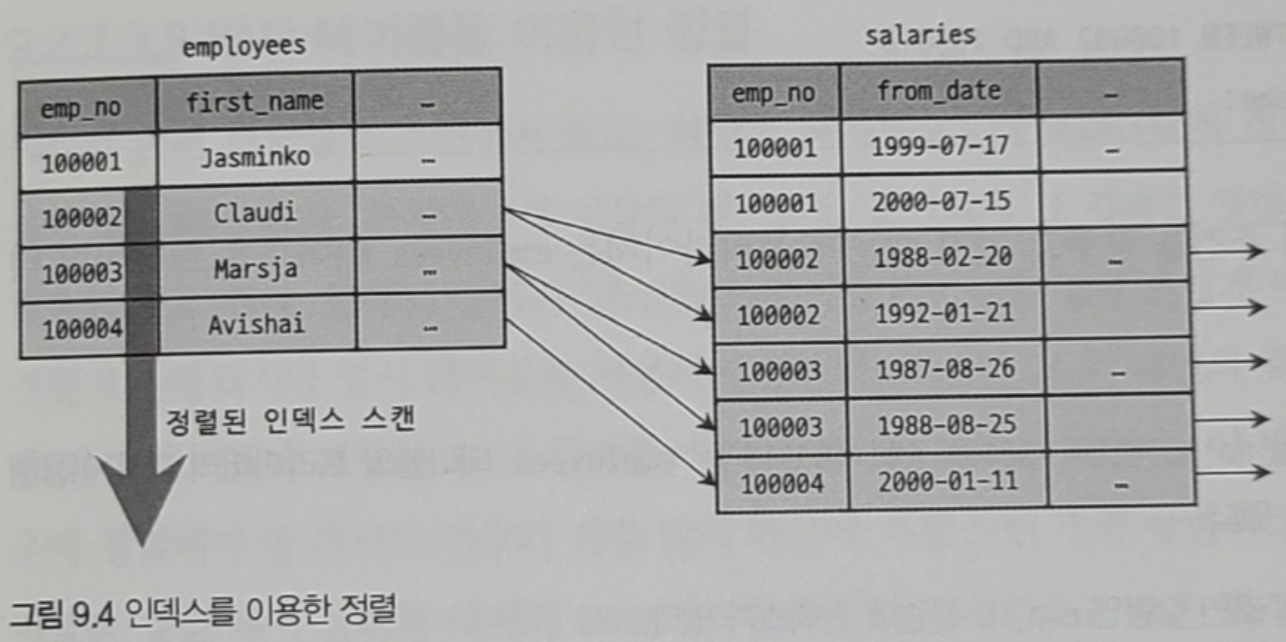 employees
emp_no first_name …
100001 Jasminko …
100002 Claudi …
100003 Marsja …
100004 Avishai …
정렬된 인덱스 스캔
salaries
emp_no from_date …
100001 1999-07-17 …
100001 2000-07-15
100002 1988-02-20 …
100002 1992-01-21
100003 1987-08-26 …
100003 1988-08-25
100004 2000-01-11 …
그림 9.4 인덱스를 이용한 정렬